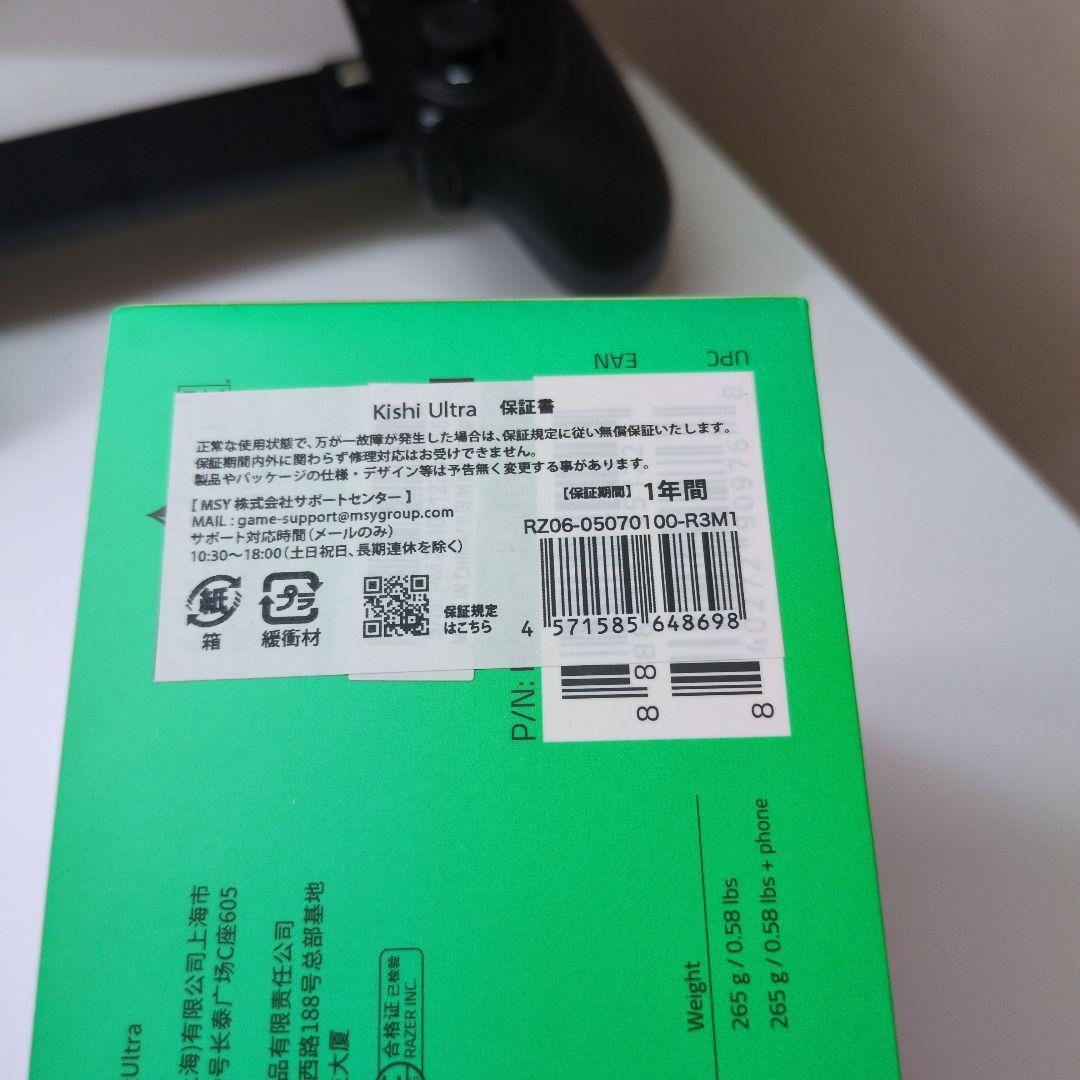 EAN
UPC
Kishi Ultra 保証書
正常な使用状態で、万が一故障が発生した場合は、保証規定に従い無償保証いたします。
保証期間内外に関わらず修理対応はお受けできません。
製品やパッケージの仕様・デザイン等は予告無く変更する事があります。
【 MSY 株式会社サポートセンター 】
MAIL : game-support@msygroup.com
サポート対応時間(メールのみ)
10:30～18:00(土日祝日、長期連休を除く)
【保証期間】 1年間
RZ06-05070100-R3M1
4 571585 648698
紙
箱
プラ
緩衝材
保証規定
はこちら
P/N:
8
8
8
Weight
265 g / 0.58 lbs
265 g / 0.58 lbs + phone
Ultra
海)有限公司上海市
号长泰广场C座605
品有限责任公司
西路188号总部基地
大厦
合格证 已检验
RAZER INC.